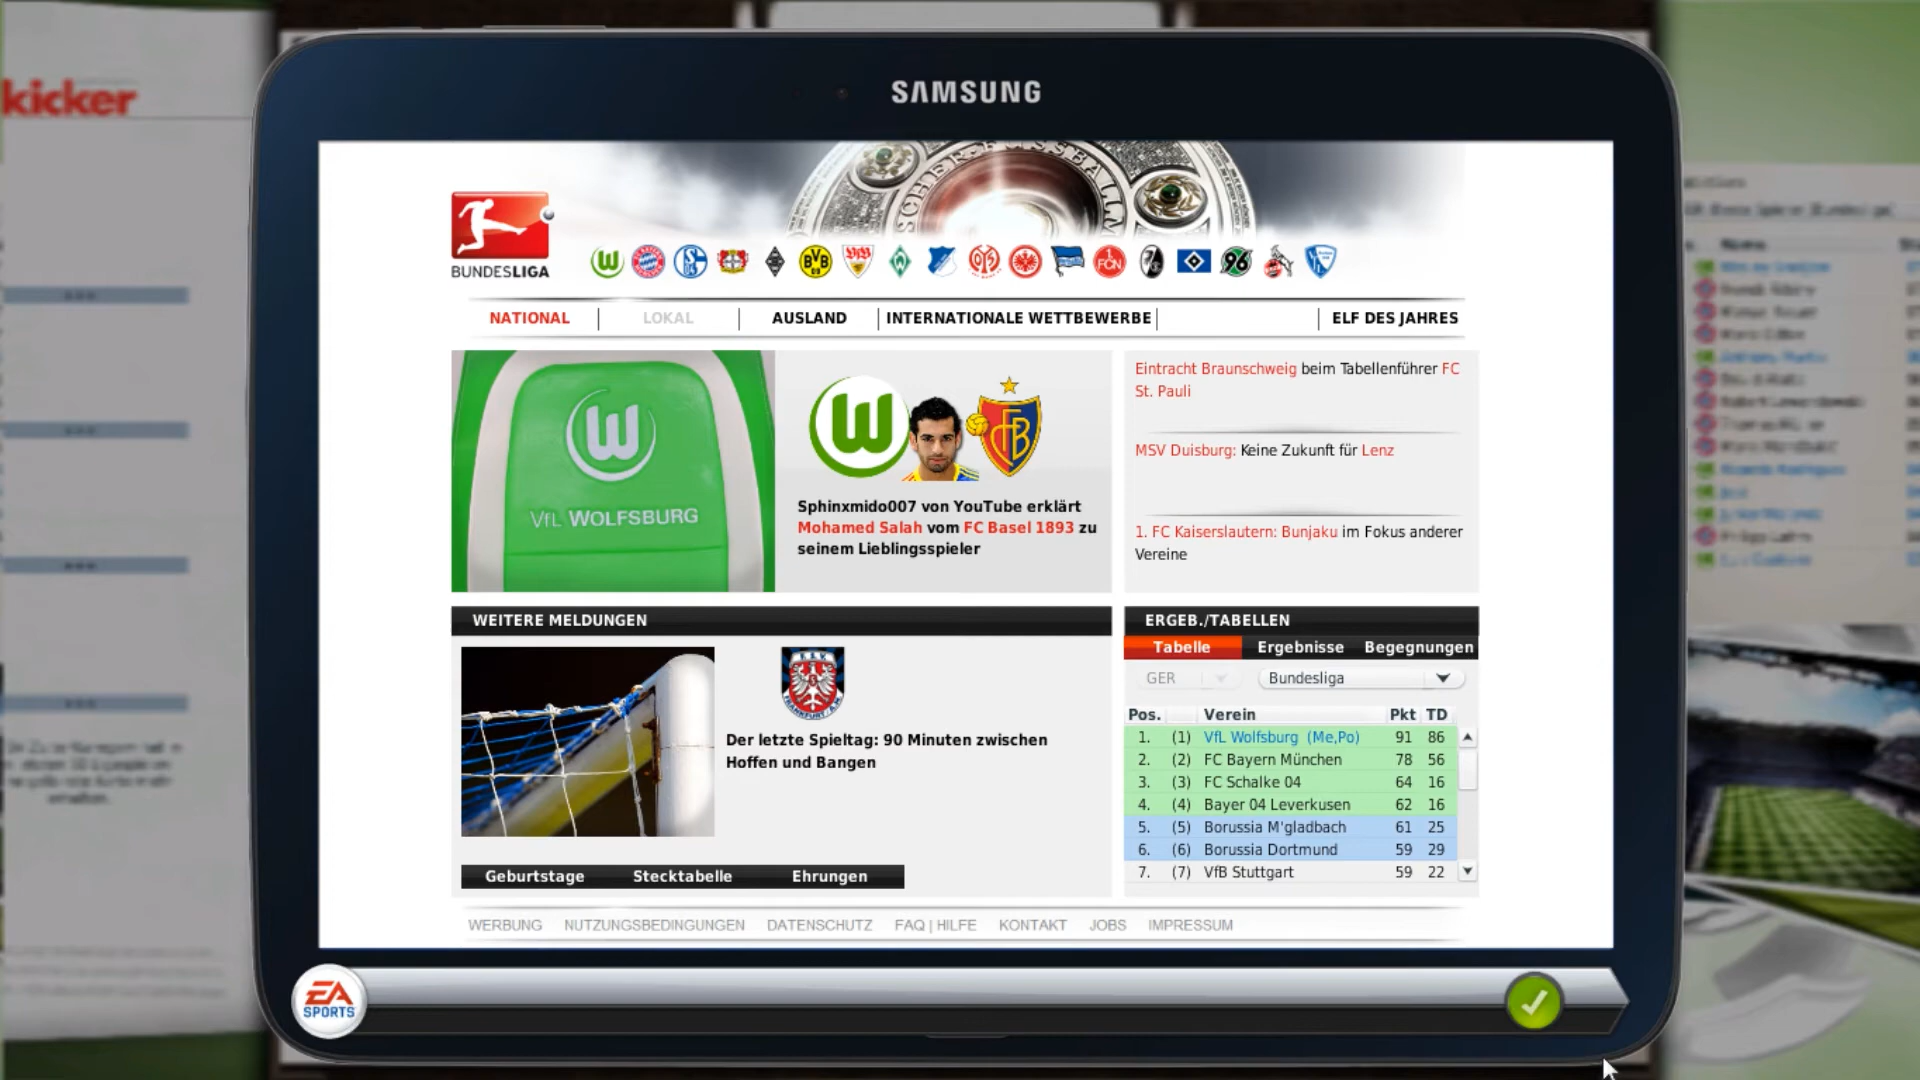 kicker
SAMSUNG
SCHER·FUSSBALLM
BUNDESLIGA
NATIONAL
LOKAL
AUSLAND
INTERNATIONALE WETTBEWERBE
ELF DES JAHRES
VfL WOLFSBURG
Sphinxmido007 von YouTube erklärt
Mohamed Salah vom FC Basel 1893 zu
seinem Lieblingsspieler
Eintracht Braunschweig beim Tabellenführer FC
St. Pauli
MSV Duisburg: Keine Zukunft für Lenz
1. FC Kaiserslautern: Bunjaku im Fokus anderer
Vereine
WEITERE MELDUNGEN
Der letzte Spieltag: 90 Minuten zwischen
Hoffen und Bangen
Geburtstage Stecktabelle Ehrungen
ERGEB./TABELLEN
Tabelle Ergebnisse Begegnungen
GER Bundesliga
Pos. Verein Pkt TD
1. (1) VfL Wolfsburg (Me,Po) 91 86
2. (2) FC Bayern München 78 56
3. (3) FC Schalke 04 64 16
4. (4) Bayer 04 Leverkusen 62 16
5. (5) Borussia M'gladbach 61 25
6. (6) Borussia Dortmund 59 29
7. (7) VfB Stuttgart 59 22
WERBUNG NUTZUNGSBEDINGUNGEN DATENSCHUTZ FAQ | HILFE KONTAKT JOBS IMPRESSUM
EA
SPORTS